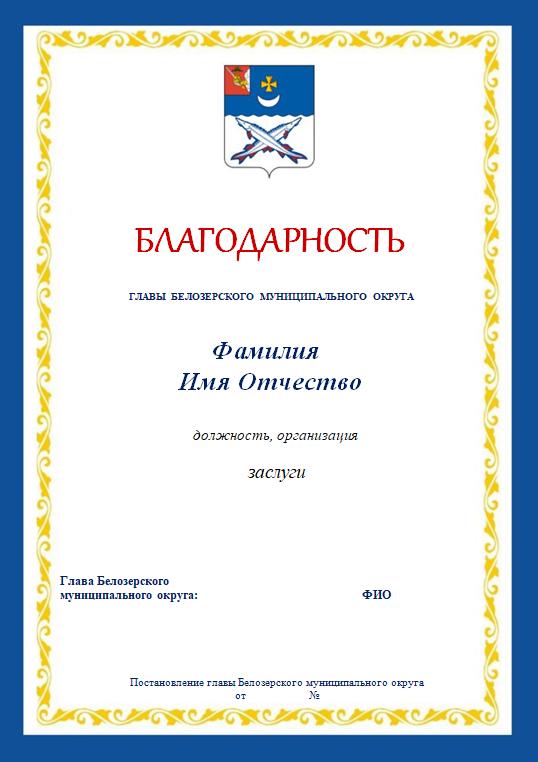 БЛАГОДАРНОСТЬ
ГЛАВЫ БЕЛОЗЕРСКОГО МУНИЦИПАЛЬНОГО ОКРУГА
Фамилия
Имя Отчество
должность, организация
заслуги
Глава Белозерского
муниципального округа: ФИО
Постановление главы Белозерского муниципального округа
от №